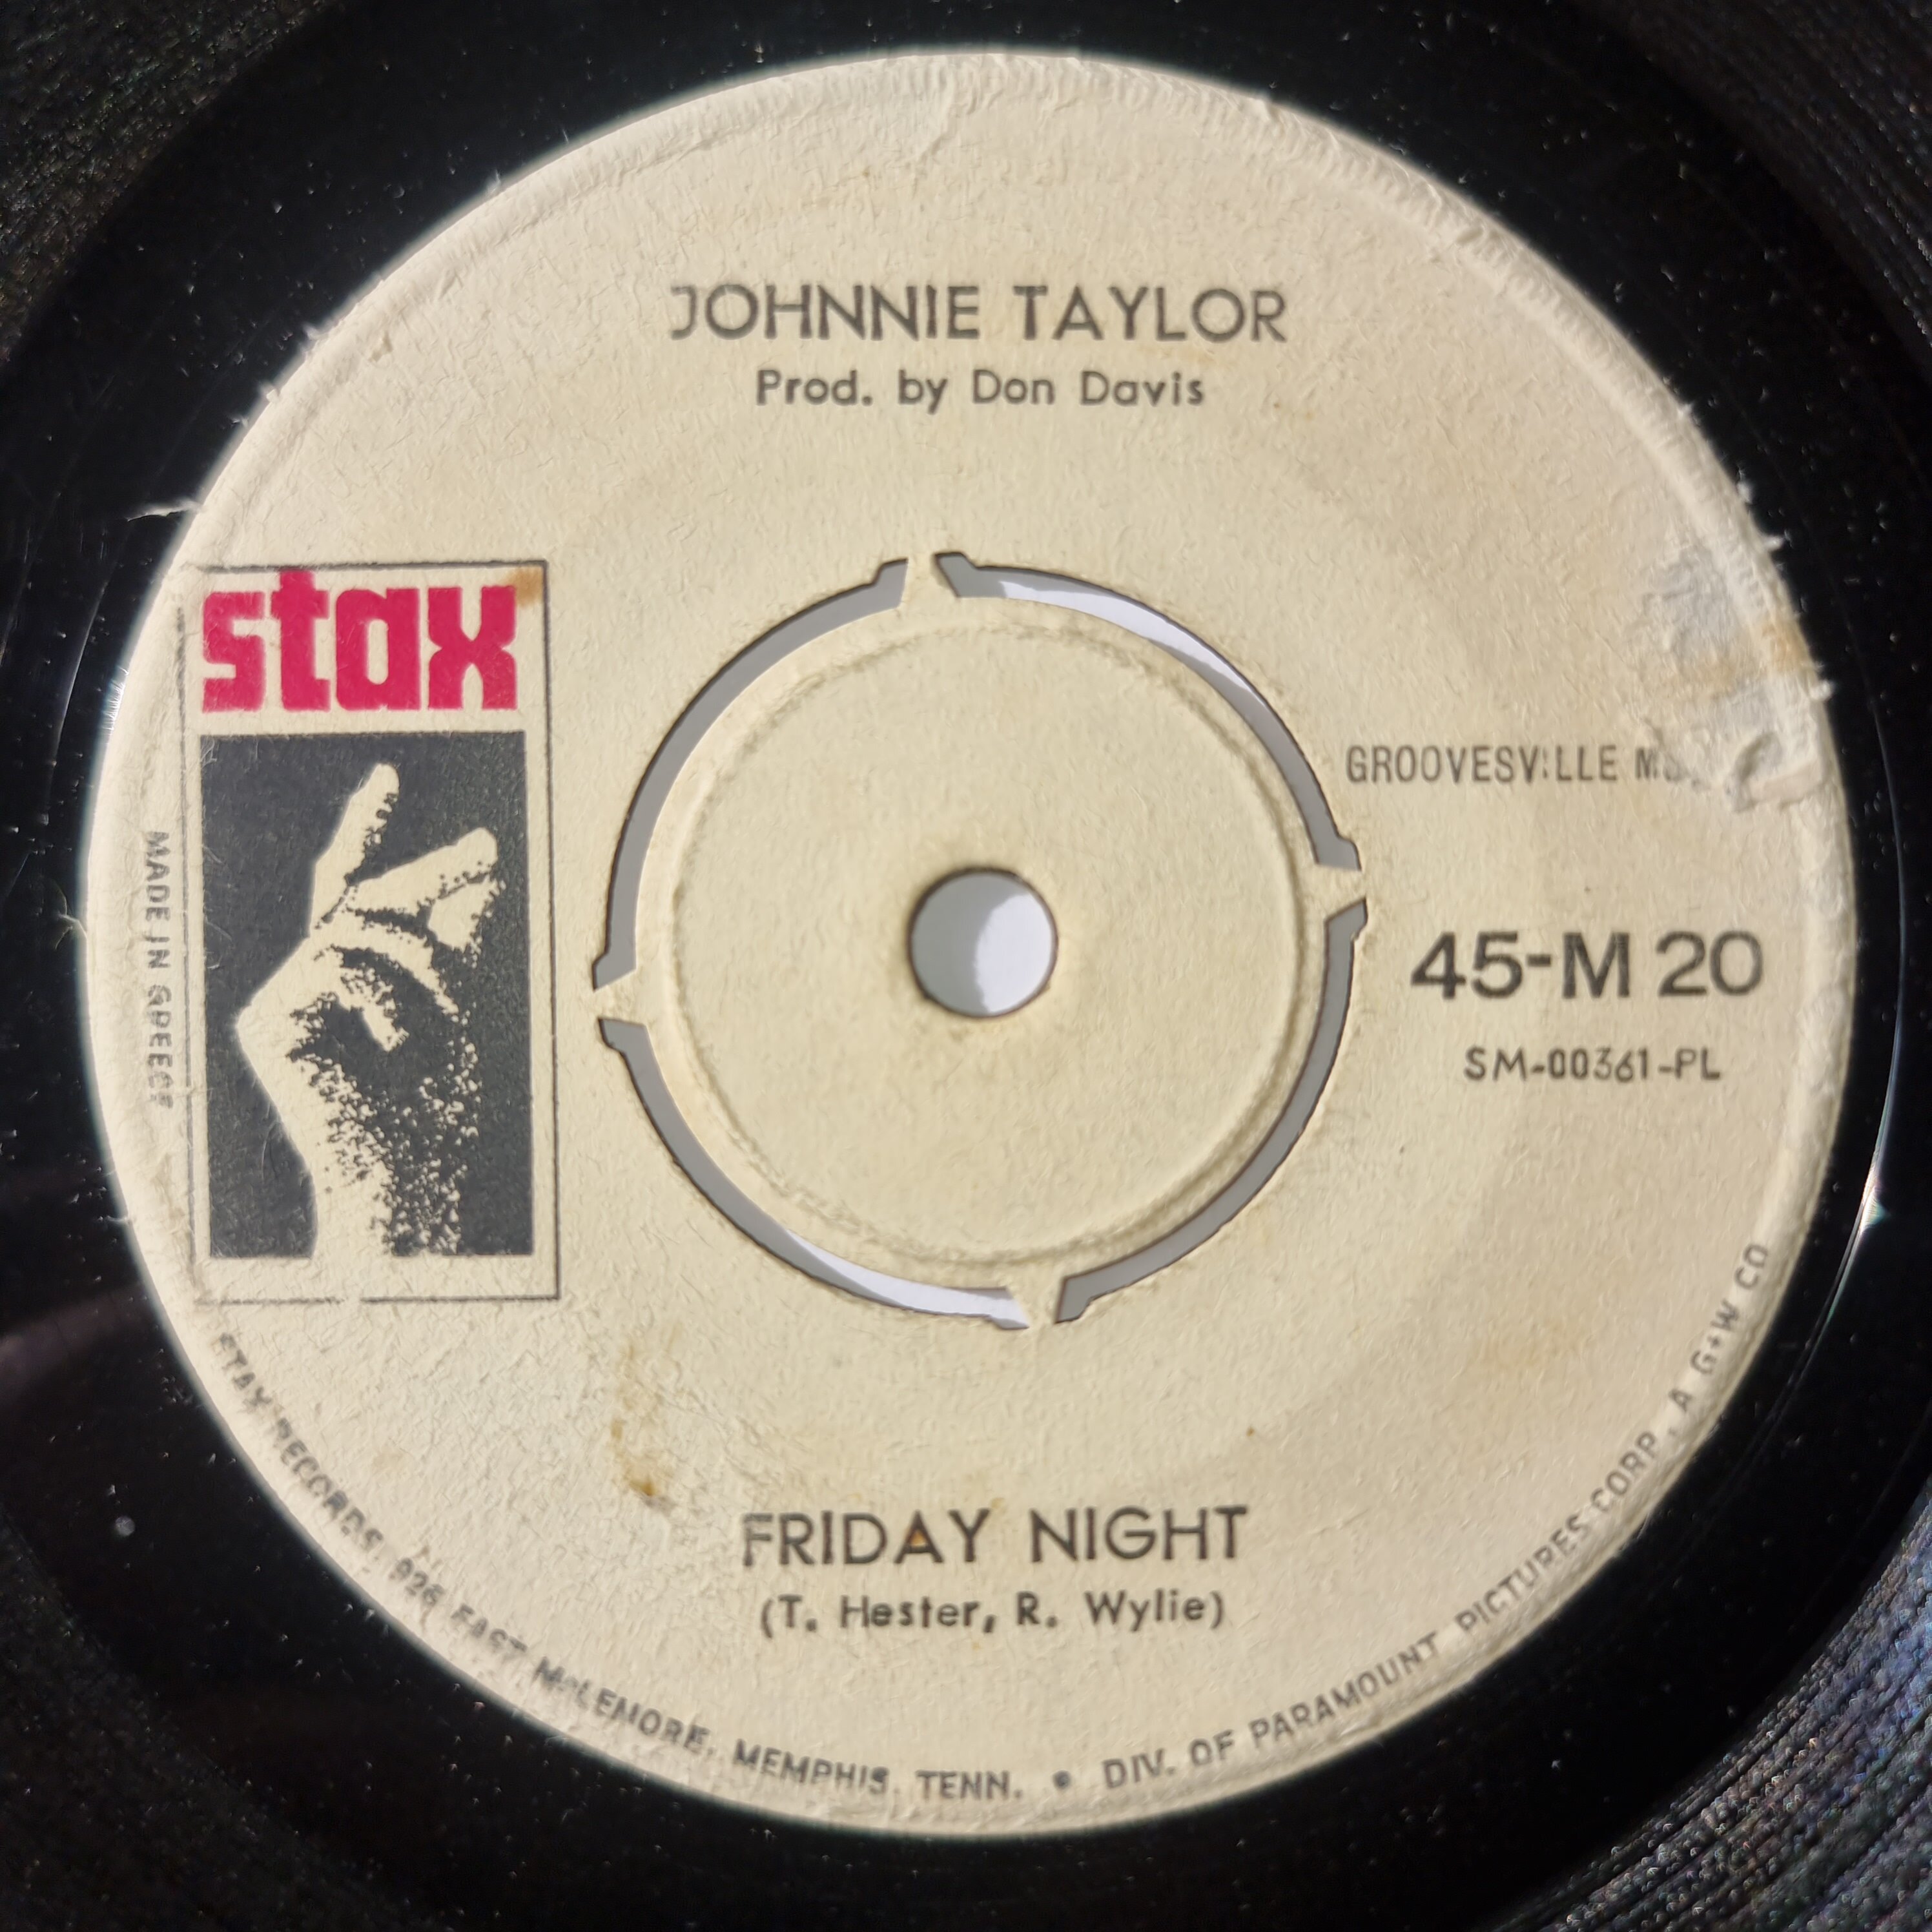 JOHNNIE TAYLOR
Prod. by Don Davis
stax
MADE IN GREECE
GROOVESVILLE
45-M 20
SM-00361-PL
FRIDAY NIGHT
(T. Hester, R. Wylie)
STAX RECORDS, 926 EAST McLEMORE, MEMPHIS, TENN. • DIV. OF PARAMOUNT PICTURES CORP. A G+W CO